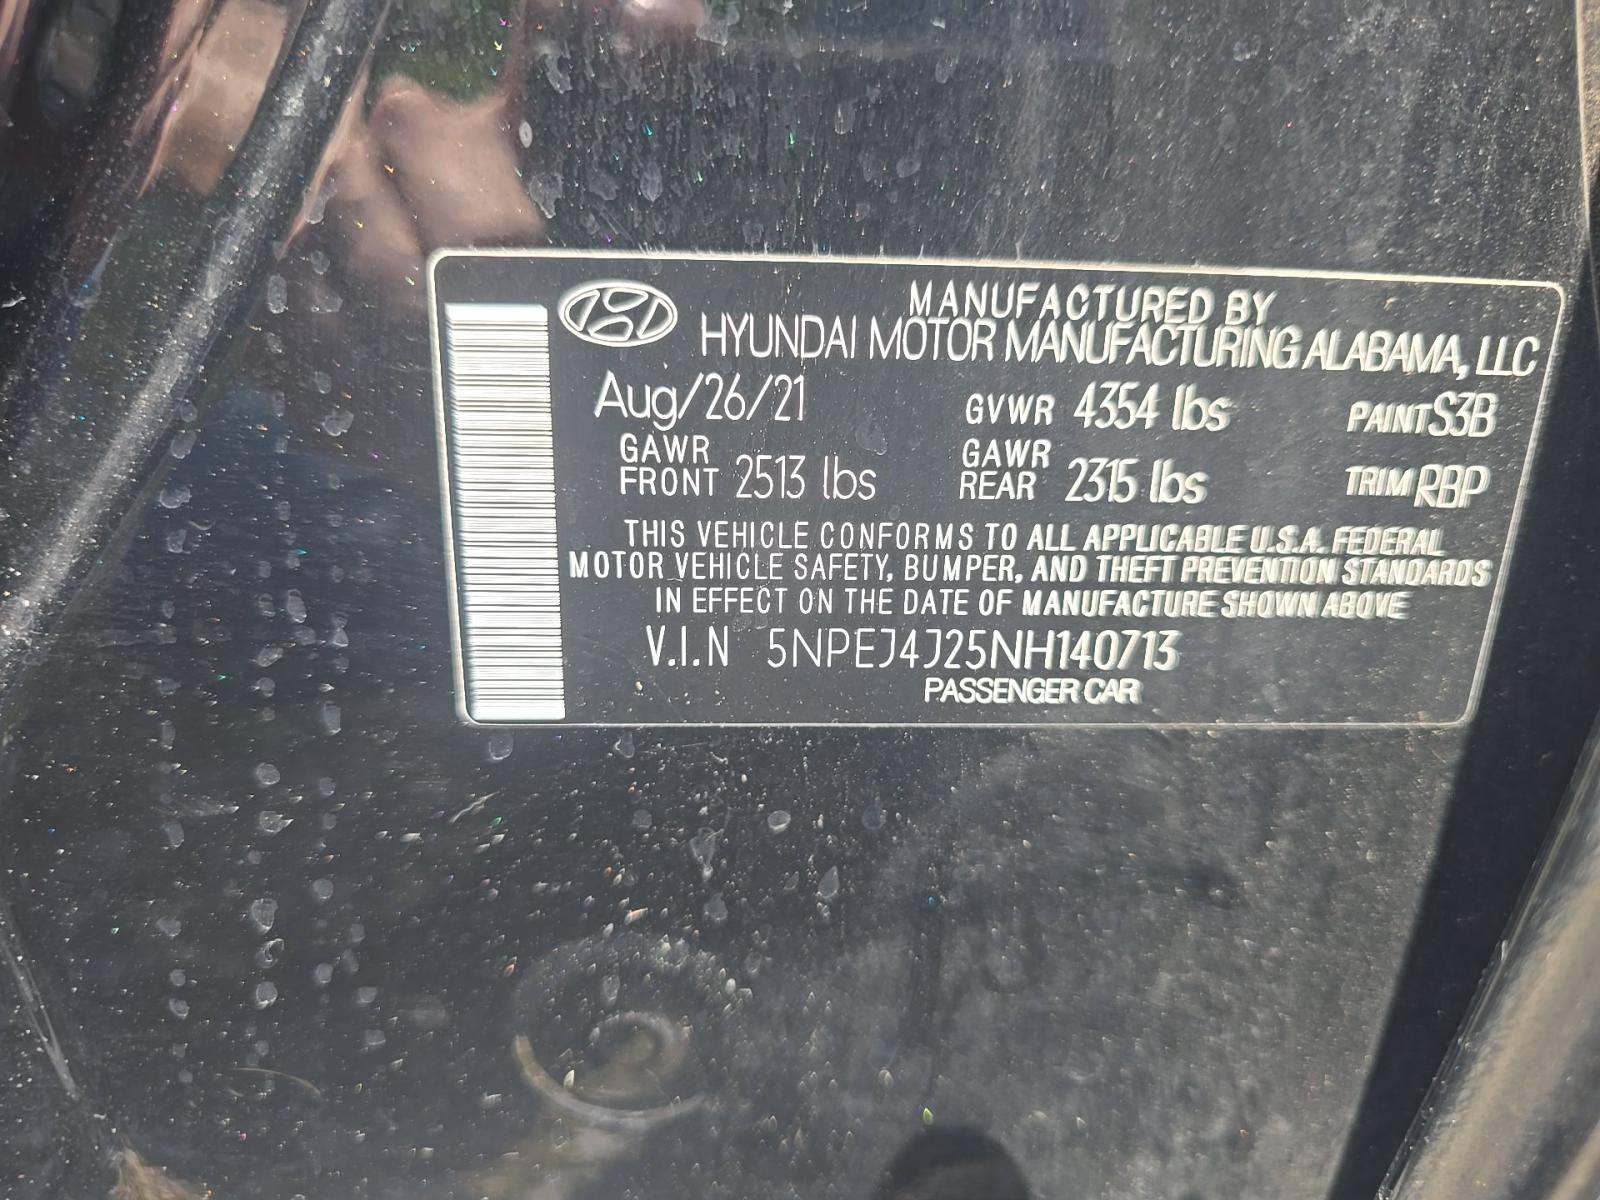 MANUFACTURED BY
HYUNDAI MOTOR MANUFACTURING ALABAMA, LLC
Aug/26/21 GVWR 4354 lbs PAINT S3B
GAWR FRONT 2513 lbs GAWR REAR 2315 lbs TRIM RBP
THIS VEHICLE CONFORMS TO ALL APPLICABLE U.S.A. FEDERAL
MOTOR VEHICLE SAFETY, BUMPER, AND THEFT PREVENTION STANDARDS
IN EFFECT ON THE DATE OF MANUFACTURE SHOWN ABOVE
V.I.N 5NPEJ4J25NH140713
PASSENGER CAR